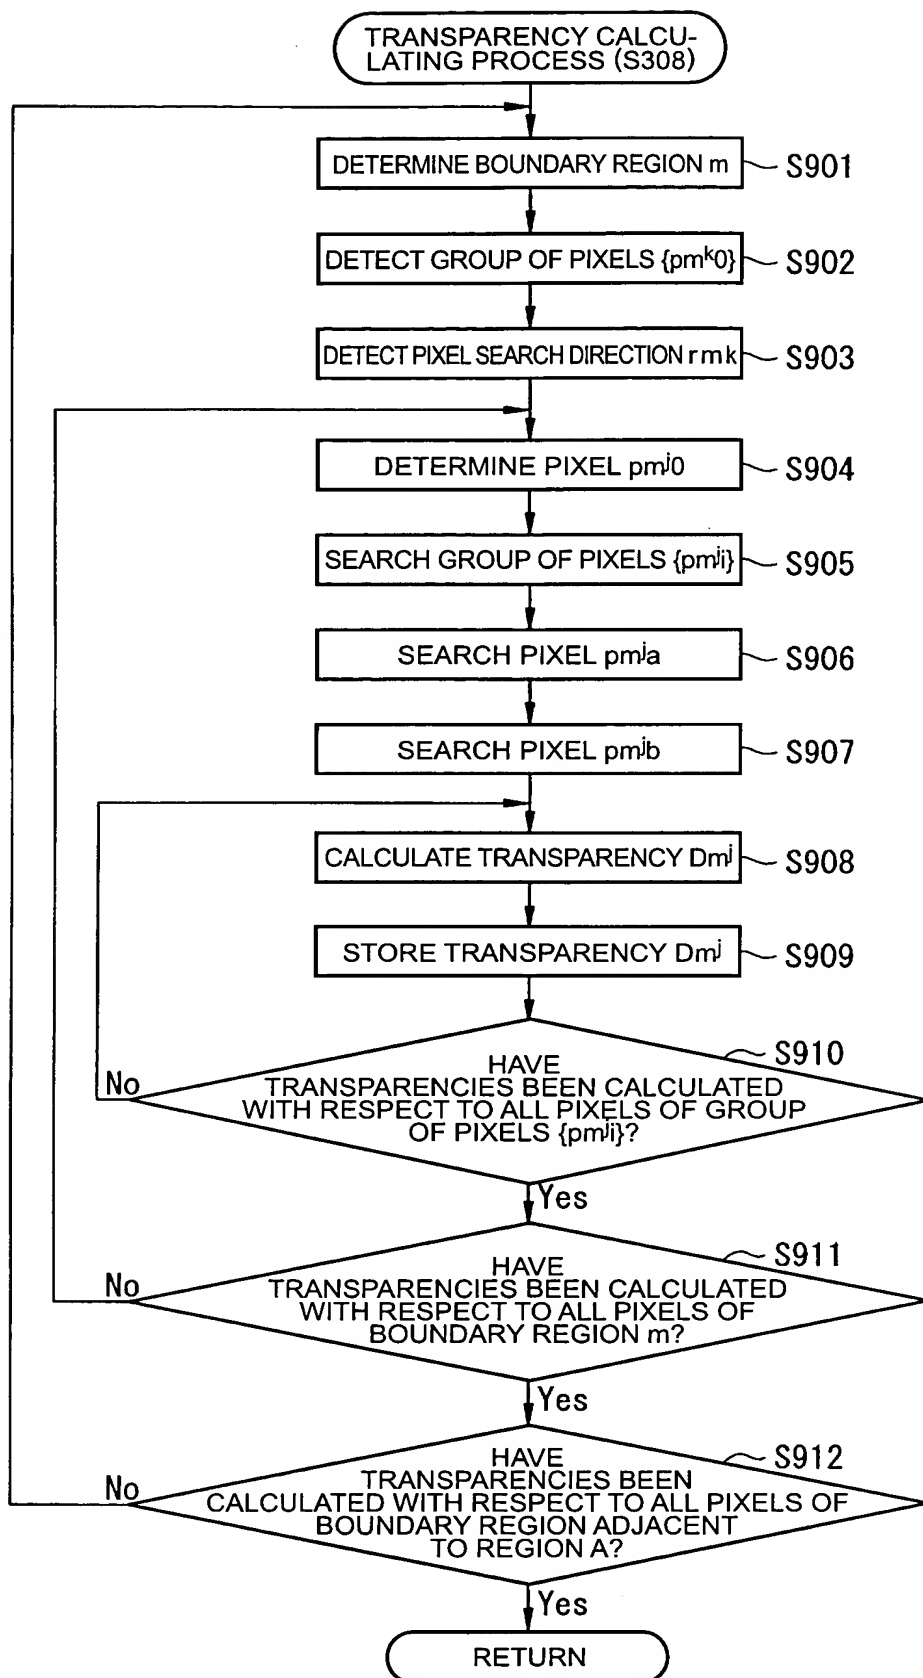 TRANSPARENCY CALCU-
LATING PROCESS (S308)
DETERMINE BOUNDARY REGION m
S901
DETECT GROUP OF PIXELS {pmᵏ0}
S902
DETECT PIXEL SEARCH DIRECTION rmk
S903
DETERMINE PIXEL pmʲ0
S904
SEARCH GROUP OF PIXELS {pmʲi}
S905
SEARCH PIXEL pmʲa
S906
SEARCH PIXEL pmʲb
S907
CALCULATE TRANSPARENCY Dmʲ
S908
STORE TRANSPARENCY Dmʲ
S909
S910
No
HAVE
TRANSPARENCIES BEEN CALCULATED
WITH RESPECT TO ALL PIXELS OF GROUP
OF PIXELS {pmʲi}?
Yes
S911
No
HAVE
TRANSPARENCIES BEEN CALCULATED
WITH RESPECT TO ALL PIXELS OF
BOUNDARY REGION m?
Yes
S912
No
HAVE
TRANSPARENCIES BEEN
CALCULATED WITH RESPECT TO ALL PIXELS OF
BOUNDARY REGION ADJACENT
TO REGION A?
Yes
RETURN